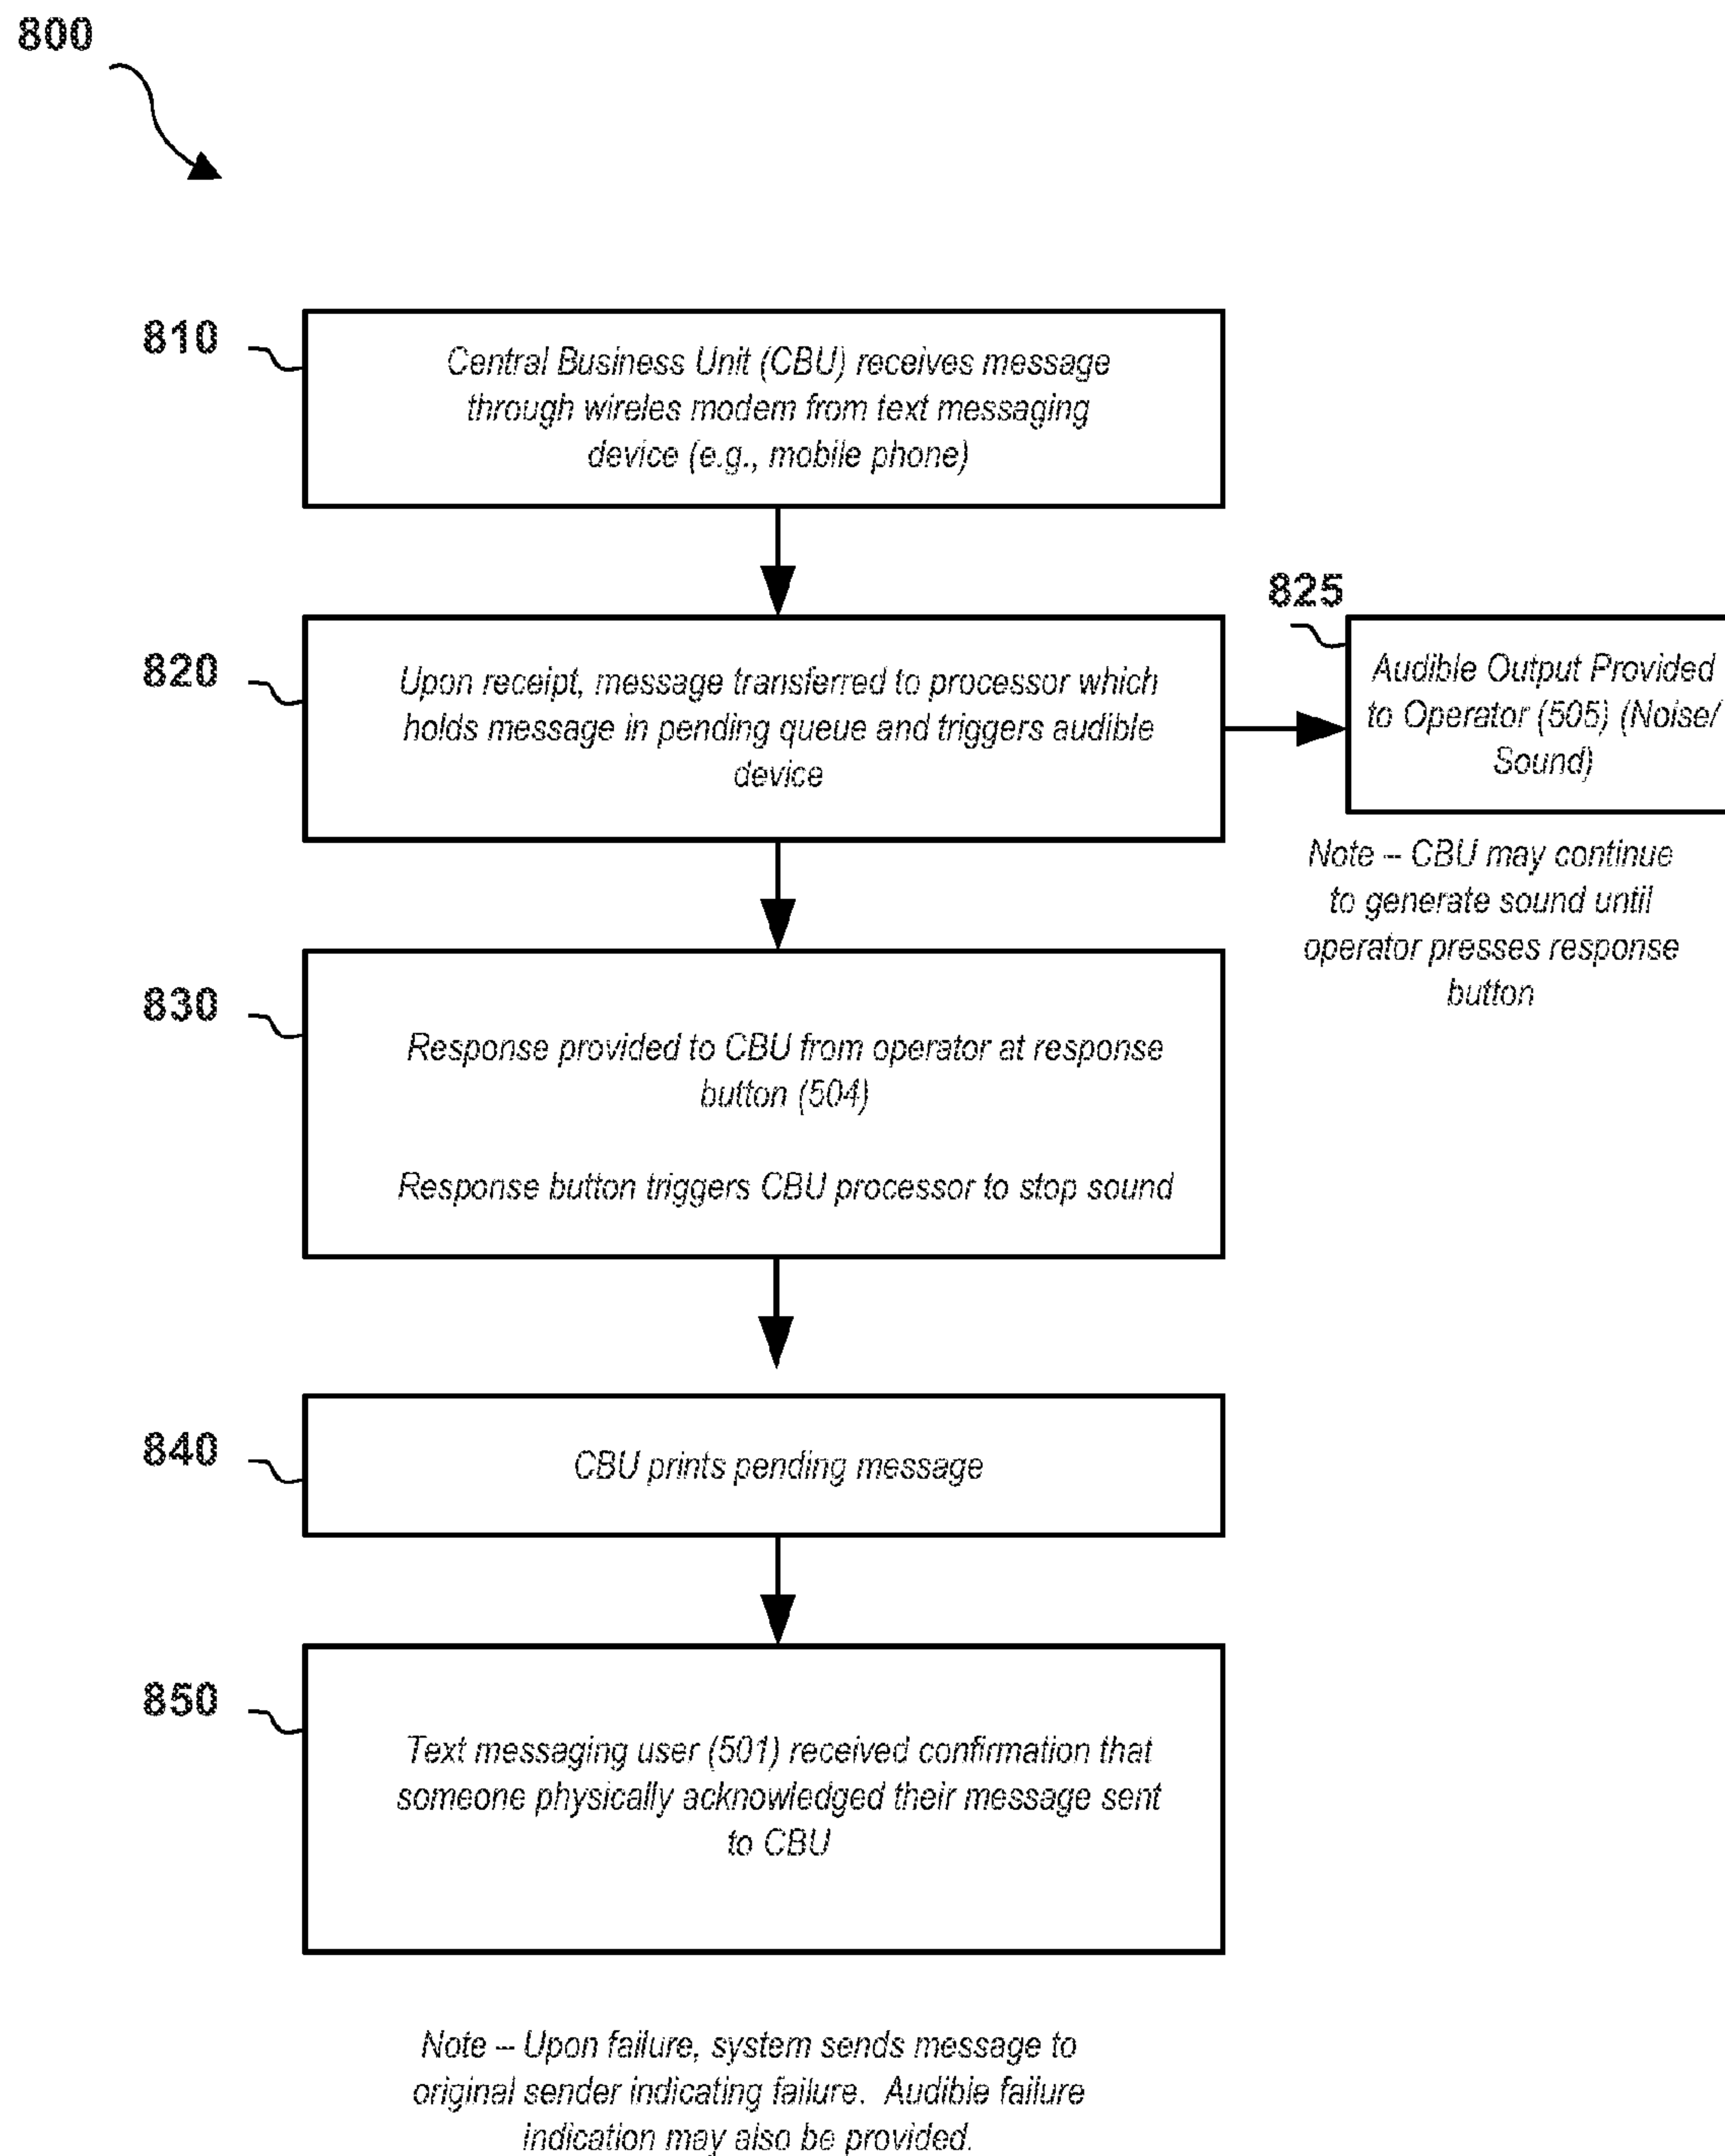 800
810
Central Business Unit (CBU) receives message
through wireles modem from text messaging
device (e.g., mobile phone)
820
Upon receipt, message transferred to processor which
holds message in pending queue and triggers audible
device
825
Audible Output Provided
to Operator (505) (Noise/
Sound)
Note -- CBU may continue
to generate sound until
operator presses response
button
830
Response provided to CBU from operator at response
button (504)
Response button triggers CBU processor to stop sound
840
CBU prints pending message
850
Text messaging user (501) received confirmation that
someone physically acknowledged their message sent
to CBU
Note -- Upon failure, system sends message to
original sender indicating failure. Audible failure
indication may also be provided.